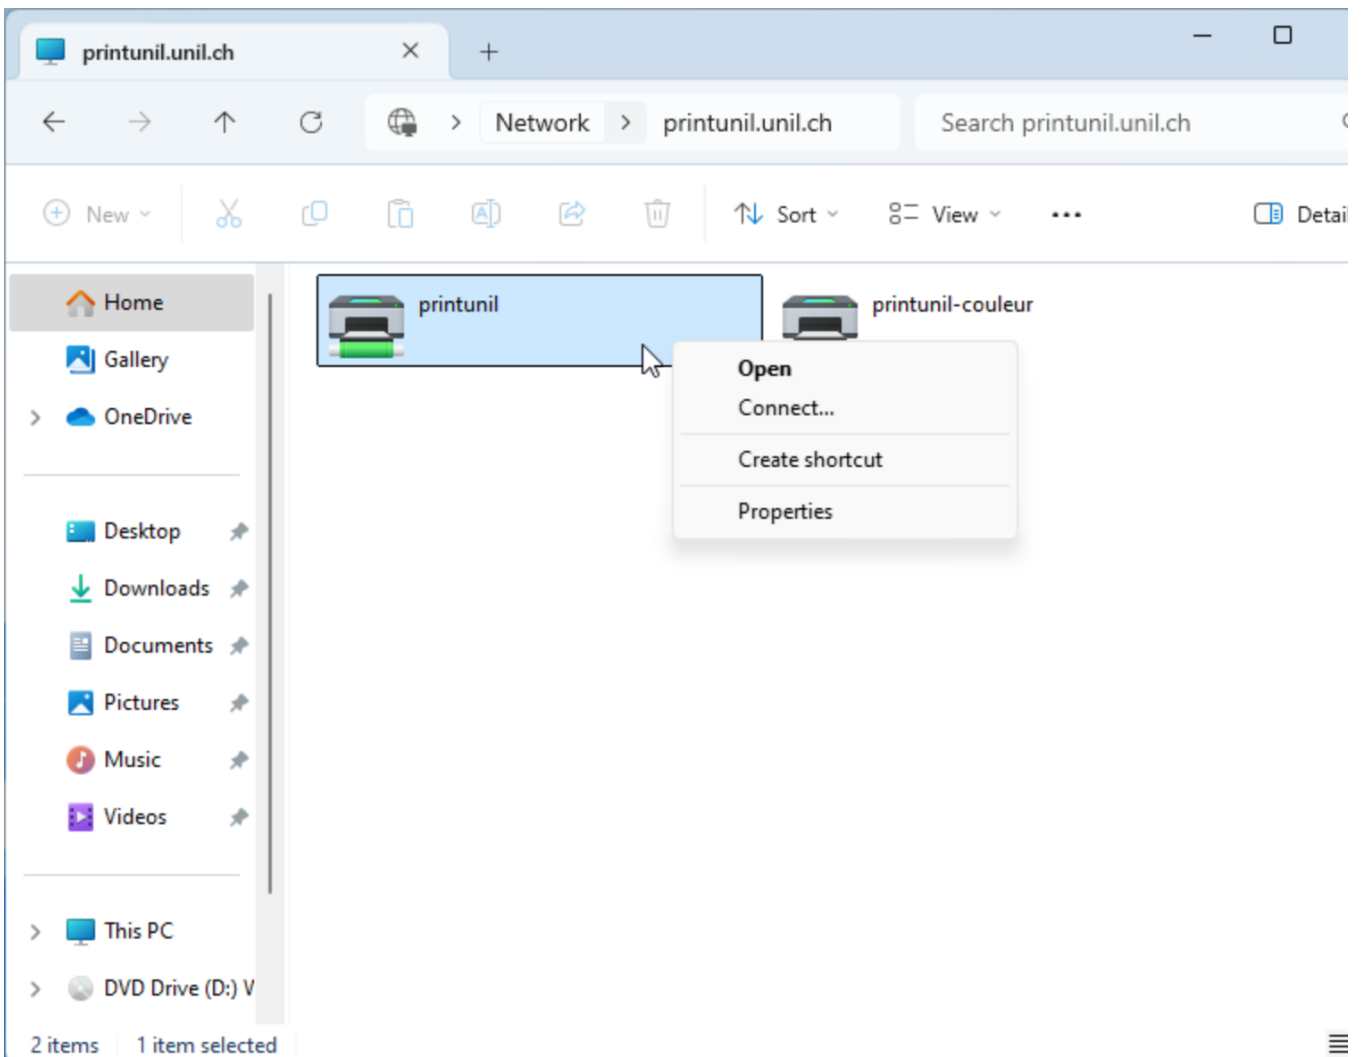 printunil.unil.ch
Network printunil.unil.ch Search printunil.unil.ch
New Sort View Detail
Home
Gallery
OneDrive
Desktop
Downloads
Documents
Pictures
Music
Videos
This PC
DVD Drive (D:)
printunil
printunil-couleur
Open
Connect...
Create shortcut
Properties
2 items 1 item selected